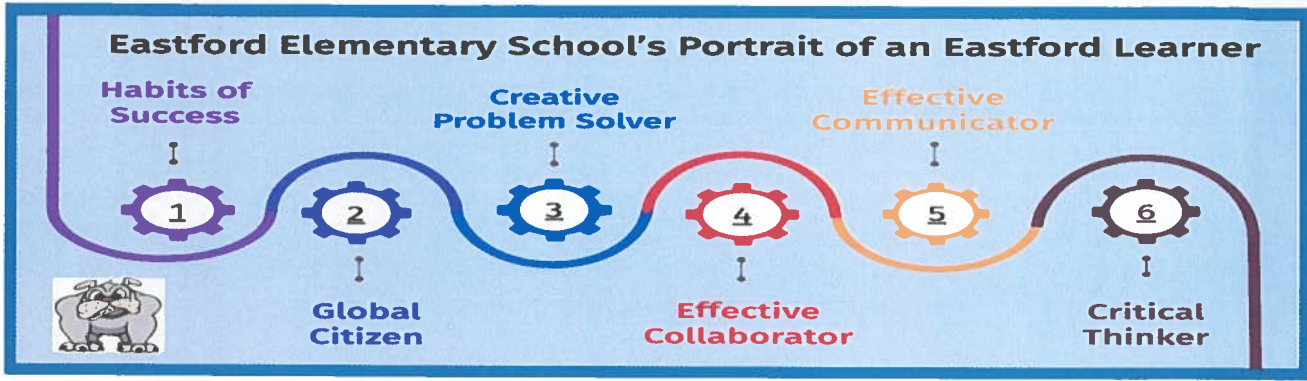 Eastford Elementary School's Portrait of an Eastford Learner
Habits of
Success
1
2
Global
Citizen
Creative
Problem Solver
3
4
Effective
Collaborator
Effective
Communicator
5
6
Critical
Thinker